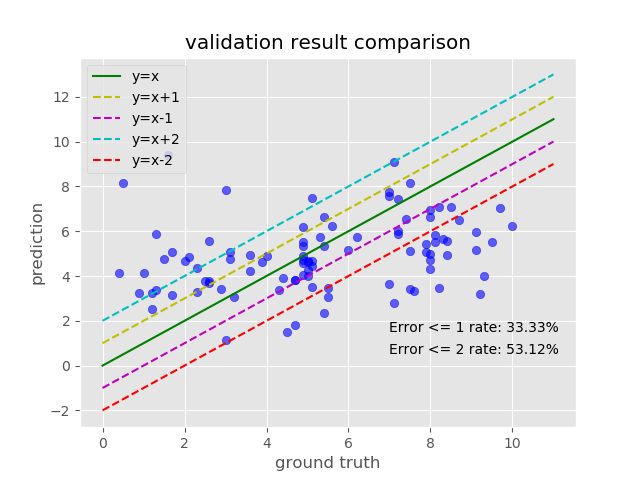 validation result comparison
y=x
y=x+1
y=x-1
y=x+2
y=x-2
12
10
8
6
4
2
0
−2
prediction
Error <= 1 rate: 33.33%
Error <= 2 rate: 53.12%
0 2 4 6 8 10
ground truth